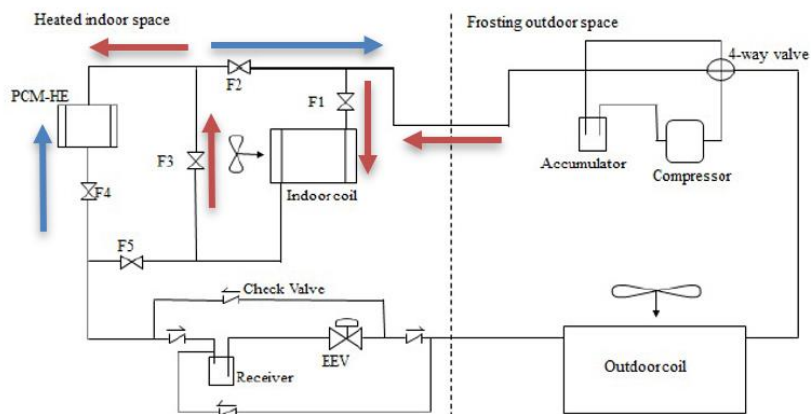 Heated indoor space
Frosting outdoor space
4-way valve
F2
PCM-HE
F1
F3
Accumulator
Compressor
Indoor coil
F4
F5
Check Valve
EEV
Receiver
Outdoor coil